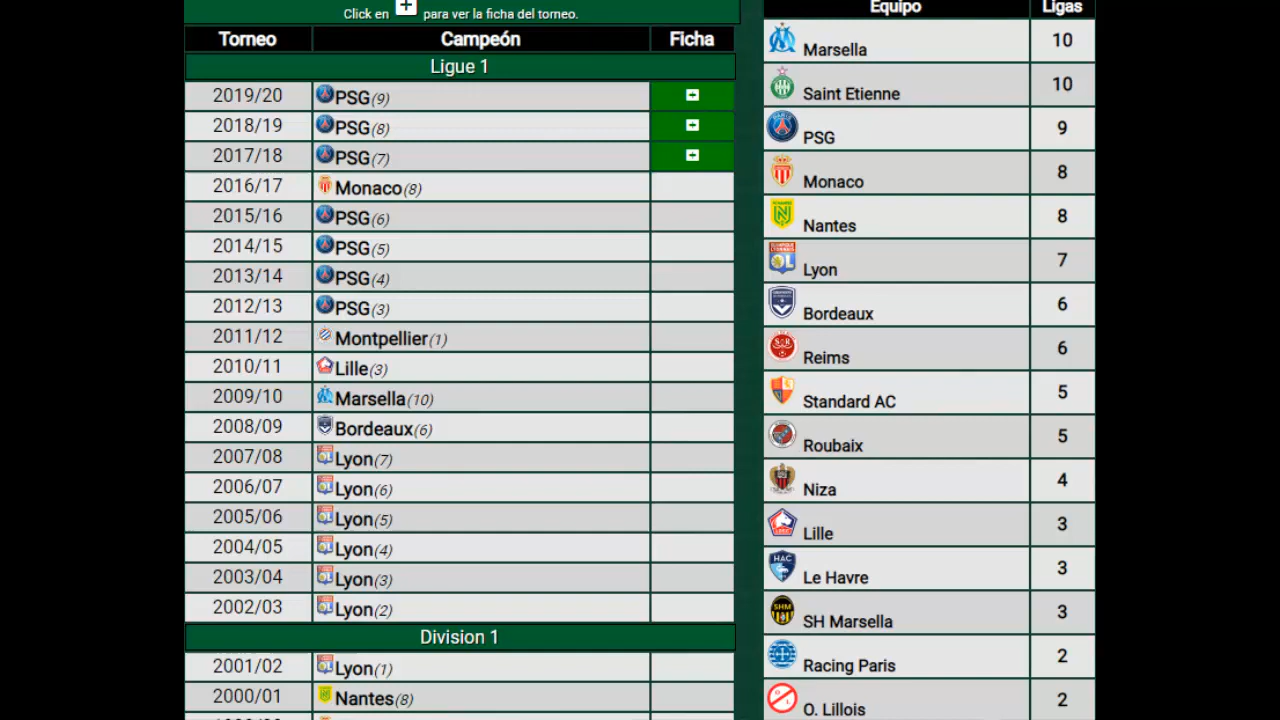 Click en + para ver la ficha del torneo.
Torneo Campeón Ficha
Ligue 1
2019/20 PSG(9) +
2018/19 PSG(8) +
2017/18 PSG(7) +
2016/17 Monaco(8)
2015/16 PSG(6)
2014/15 PSG(5)
2013/14 PSG(4)
2012/13 PSG(3)
2011/12 Montpellier(1)
2010/11 Lille(3)
2009/10 Marsella(10)
2008/09 Bordeaux(6)
2007/08 Lyon(7)
2006/07 Lyon(6)
2005/06 Lyon(5)
2004/05 Lyon(4)
2003/04 Lyon(3)
2002/03 Lyon(2)
Division 1
2001/02 Lyon(1)
2000/01 Nantes(8)
Equipo Ligas
Marsella 10
Saint Etienne 10
PSG 9
Monaco 8
Nantes 8
Lyon 7
Bordeaux 6
Reims 6
Standard AC 5
Roubaix 5
Niza 4
Lille 3
Le Havre 3
SH Marsella 3
Racing Paris 2
O. Lillois 2